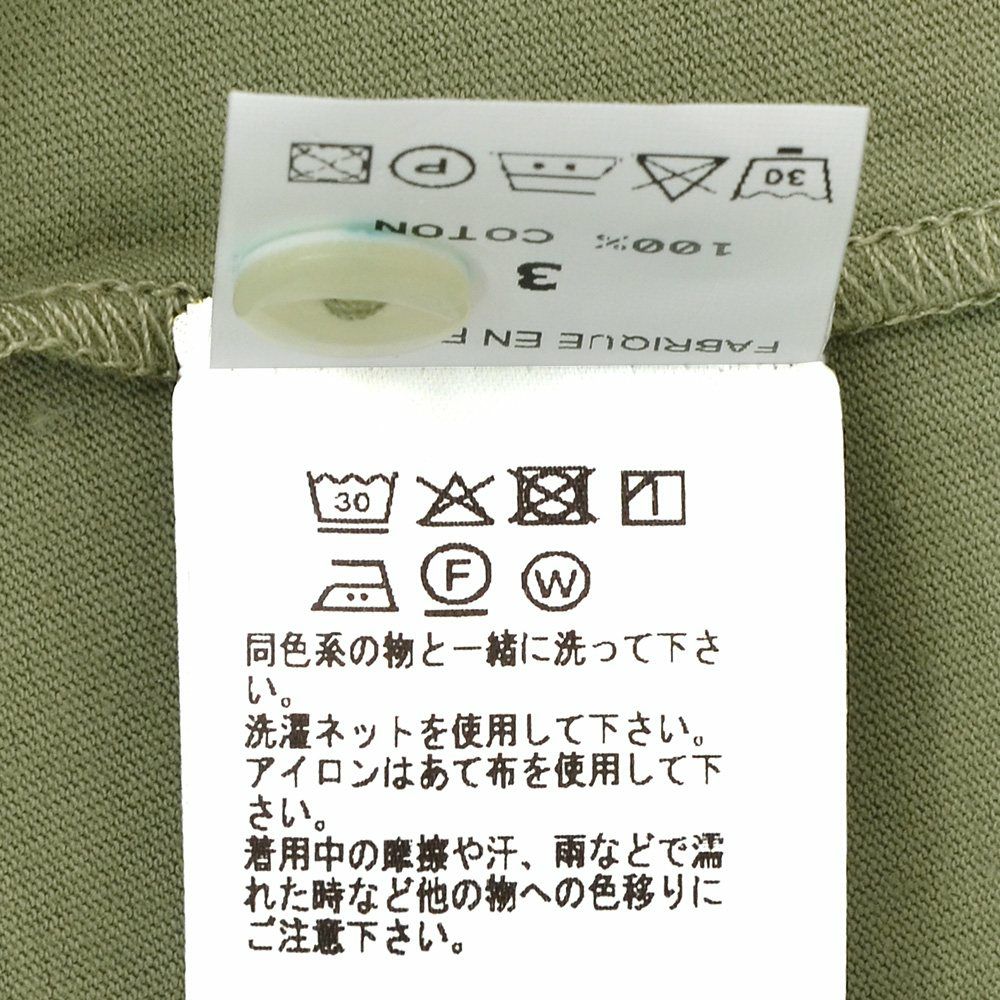 30
P
100% COTON
3
FABRIQUE EN F
30
F
W
同色系の物と一緒に洗って下さ
い。
洗濯ネットを使用して下さい。
アイロンはあて布を使用して下
さい。
着用中の摩擦や汗、雨などで濡
れた時など他の物への色移りに
ご注意下さい。